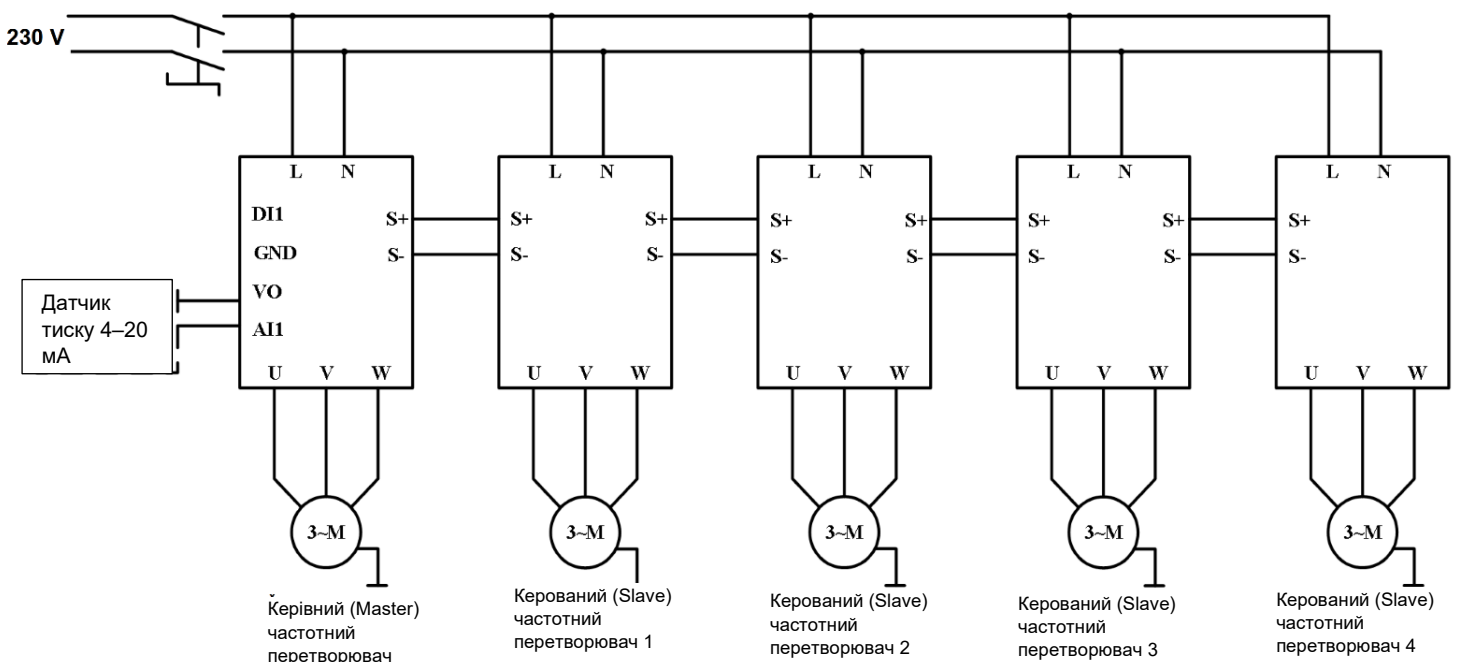 230 V
L N
L N
L N
L N
L N
DI1
S+
S+
S+
S+
S+
S+
S+
S+
GND
S-
S-
S-
S-
S-
S-
S-
S-
VO
AI1
Датчик
тиску 4–20
мА
U V W
U V W
U V W
U V W
U V W
3~M
3~M
3~M
3~M
3~M
Керівний (Master)
частотний
перетворювач
Керований (Slave)
частотний
перетворювач 1
Керований (Slave)
частотний
перетворювач 2
Керований (Slave)
частотний
перетворювач 3
Керований (Slave)
частотний
перетворювач 4